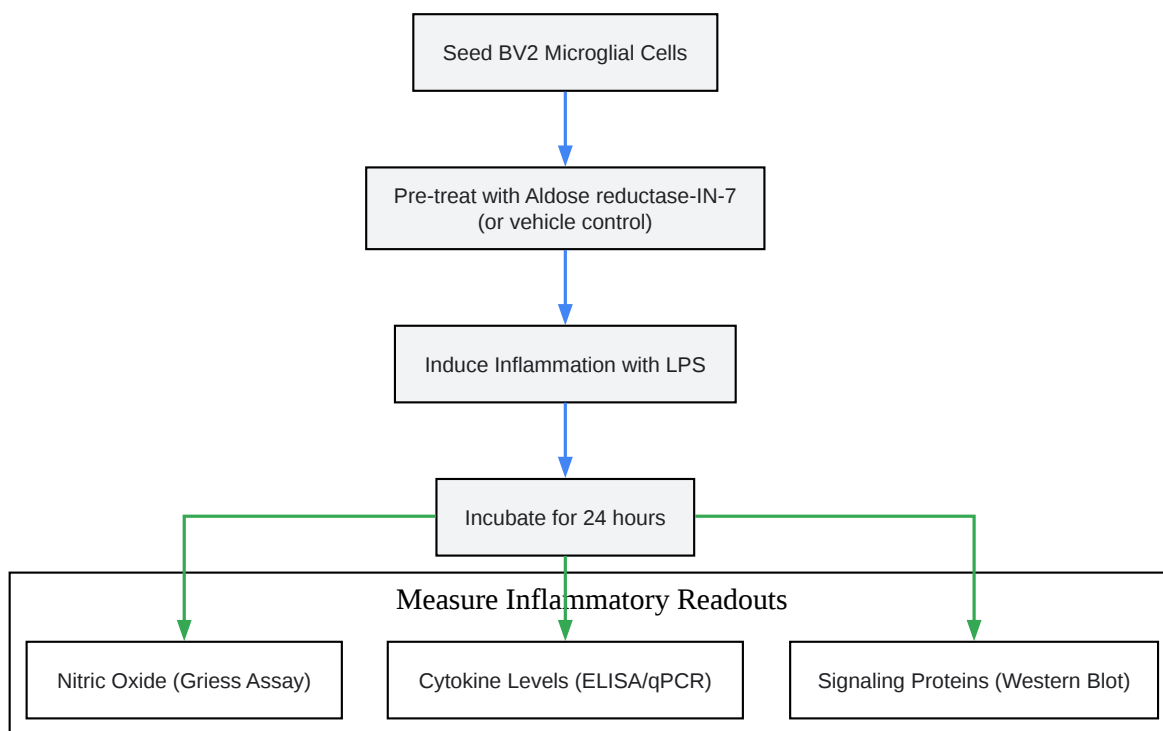 Seed BV2 Microglial Cells
Pre-treat with Aldose reductase-IN-7
(or vehicle control)
Induce Inflammation with LPS
Incubate for 24 hours
Measure Inflammatory Readouts
Nitric Oxide (Griess Assay)
Cytokine Levels (ELISA/qPCR)
Signaling Proteins (Western Blot)